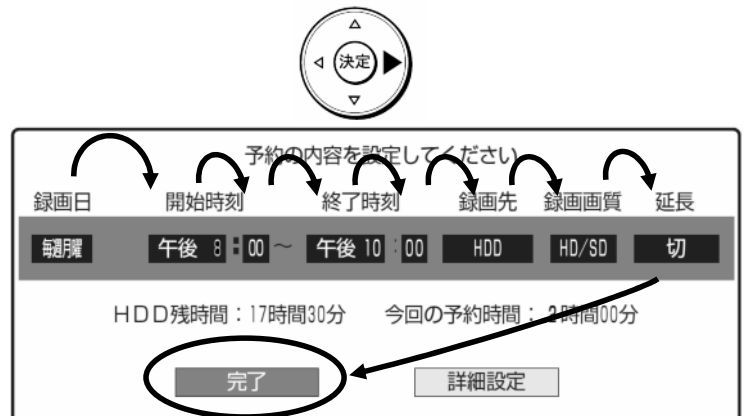 決定
予約の内容を設定してください
録画日 開始時刻 終了時刻 録画先 録画画質 延長
毎週月曜 午後 8:00 ~ 午後 10:00 HDD HD/SD 切
HDD残時間：17時間30分 今回の予約時間：2時間00分
完了 詳細設定